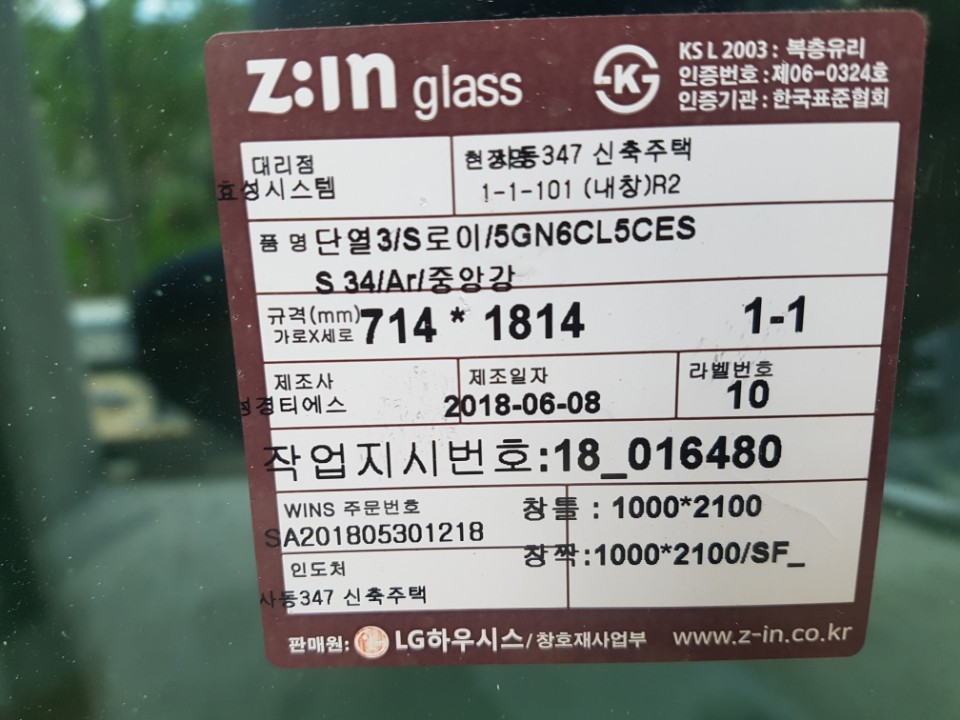 Z:IN glass
KS L 2003 : 복층유리
인증번호 : 제06-0324호
인증기관 : 한국표준협회
대리점
효성시스템
현장명 347 신축주택
1-1-101 (내창)R2
품 명 단열3/S로이/5GN6CL5CES
S 34/Ar/중앙강
규격(mm)
가로X세로
714 * 1814 1-1
제조사
티에스
제조일자
2018-06-08
라벨번호
10
작업지시번호:18_016480
WINS 주문번호
SA201805301218
창틀 : 1000*2100
창짝:1000*2100/SF_
인도처
사동347 신축주택
판매원: LG하우시스/창호재사업부 www.z-in.co.kr